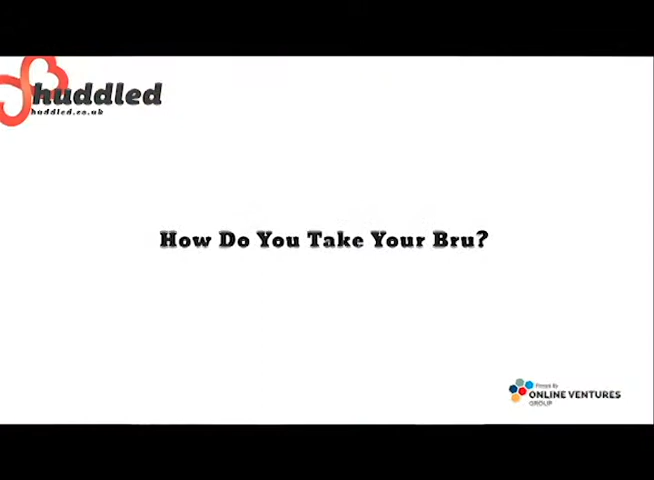 huddled
huddled.co.uk
How Do You Take Your Bru?
ONLINE VENTURES
GROUP